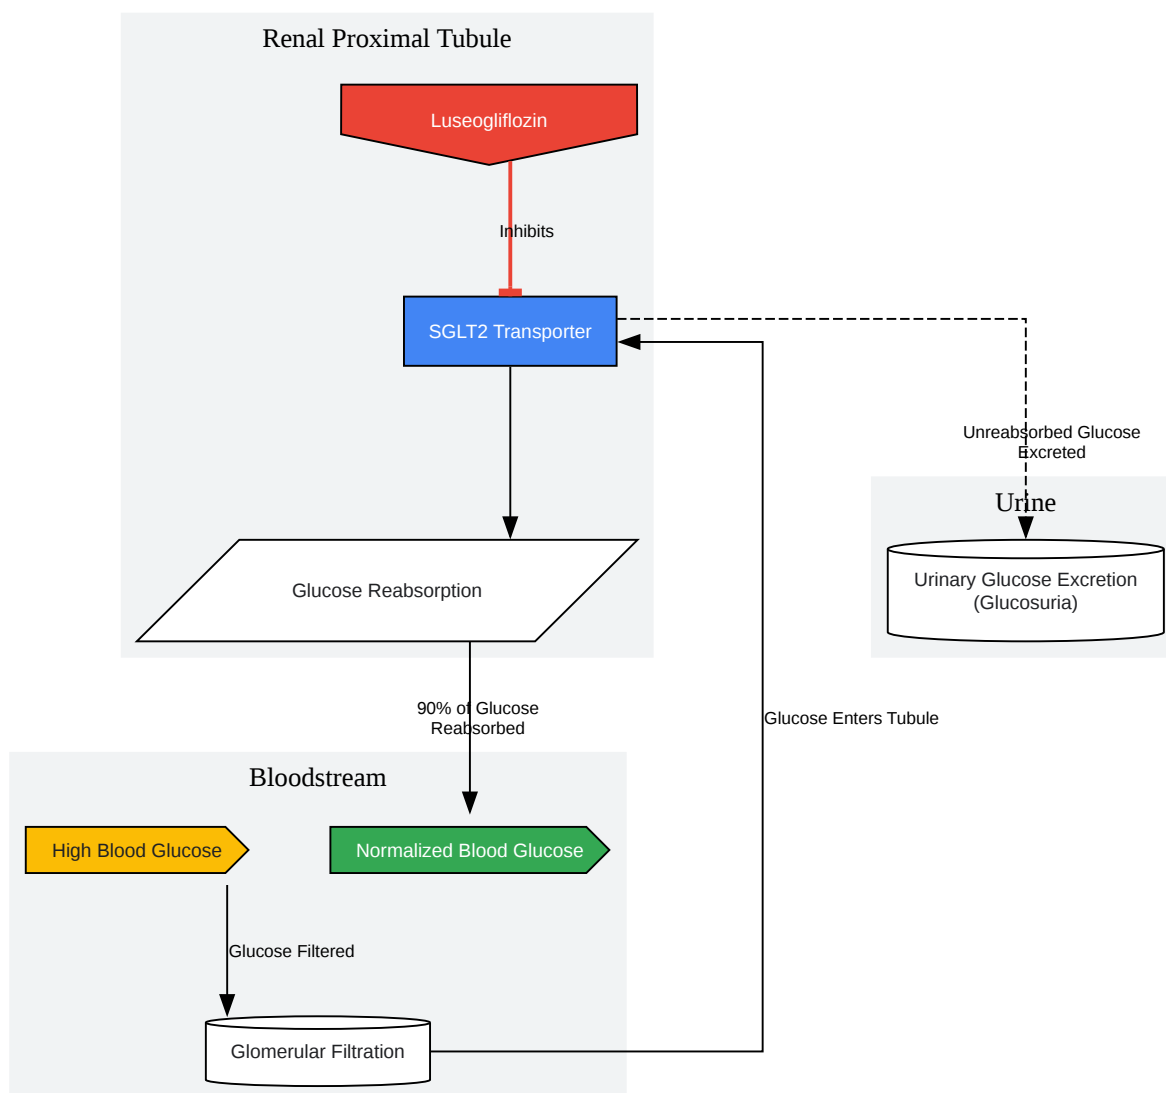 Renal Proximal Tubule
Luseogliflozin
Inhibits
SGLT2 Transporter
Unreabsorbed Glucose
Excreted
Urine
Urinary Glucose Excretion
(Glucosuria)
Glucose Reabsorption
90% of Glucose
Reabsorbed
Glucose Enters Tubule
Bloodstream
High Blood Glucose
Normalized Blood Glucose
Glucose Filtered
Glomerular Filtration